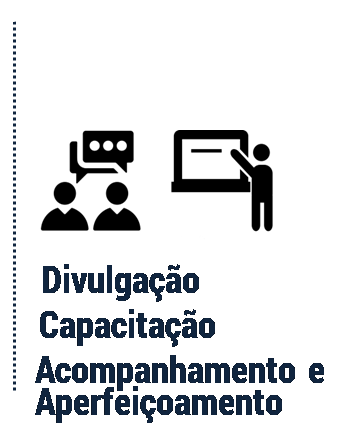 Divulgação
Capacitação
Acompanhamento e
Aperfeiçoamento